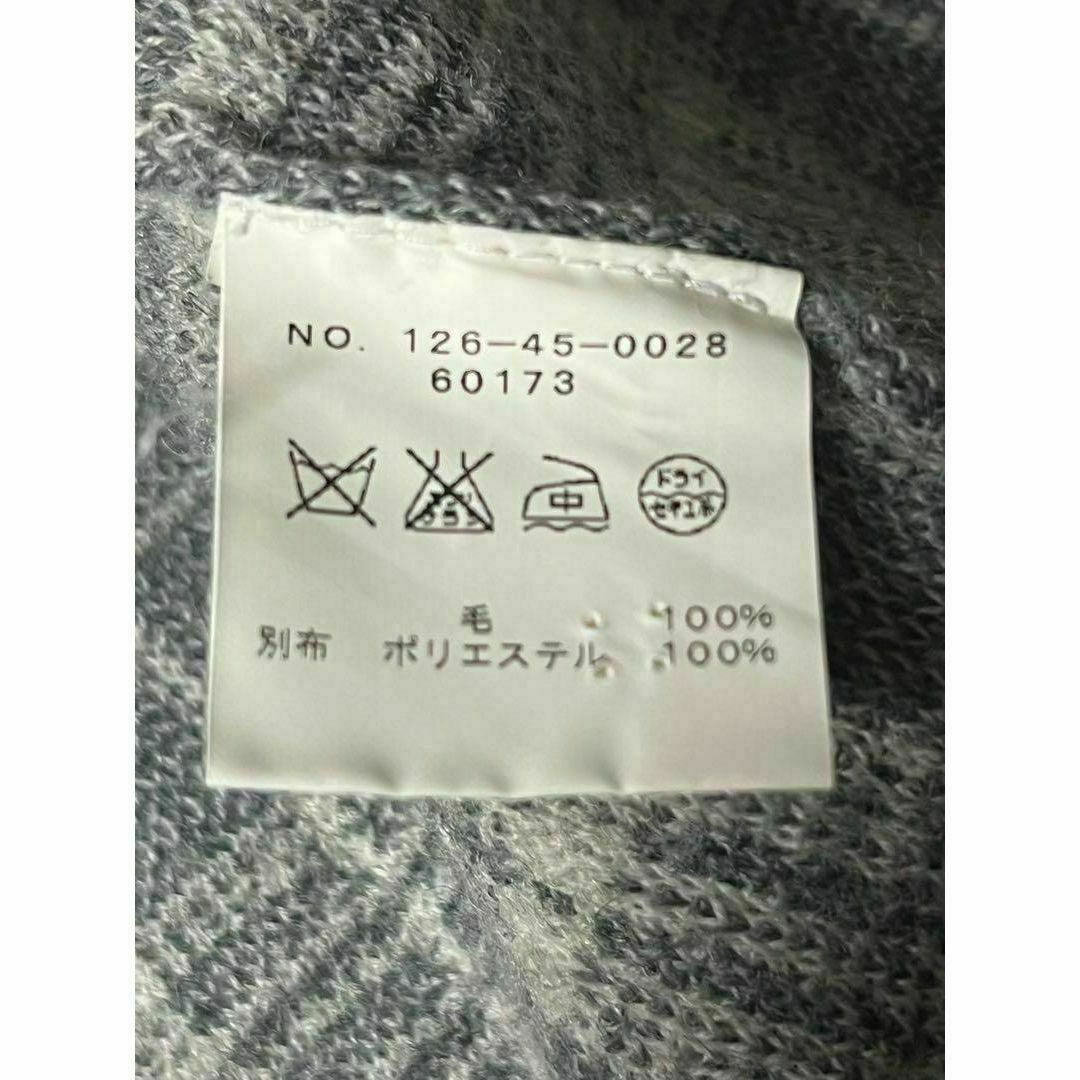 NO. 126-45-0028
60173
中
ドライ
セキユ系
毛 100%
別布 ポリエステル 100%